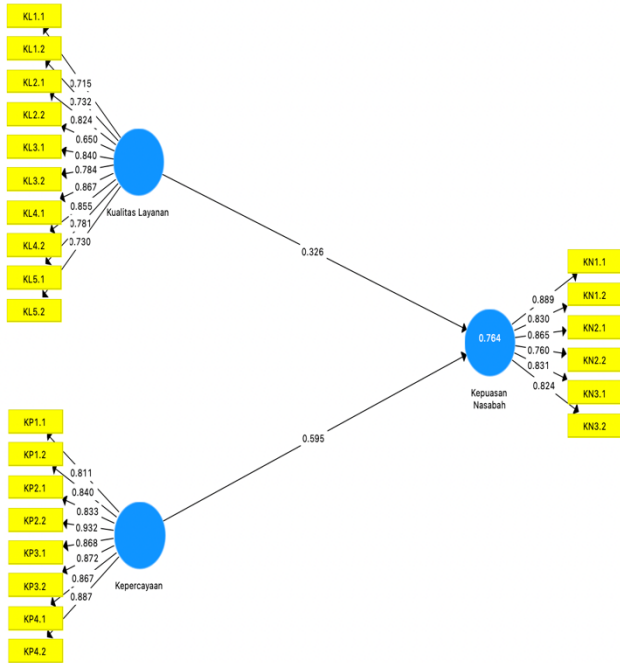 KL1.1
KL1.2
KL2.1
KL2.2
KL3.1
KL3.2
KL4.1
KL4.2
KL5.1
KL5.2
0.715
0.732
0.824
0.650
0.840
0.784
0.867
0.855
0.781
0.730
Kualitas Layanan
0.326
KP1.1
KP1.2
KP2.1
KP2.2
KP3.1
KP3.2
KP4.1
KP4.2
0.811
0.840
0.833
0.932
0.868
0.872
0.867
0.887
Kepercayaan
0.595
0.764
Kepuasan
Nasabah
0.889
0.830
0.865
0.760
0.831
0.824
KN1.1
KN1.2
KN2.1
KN2.2
KN3.1
KN3.2